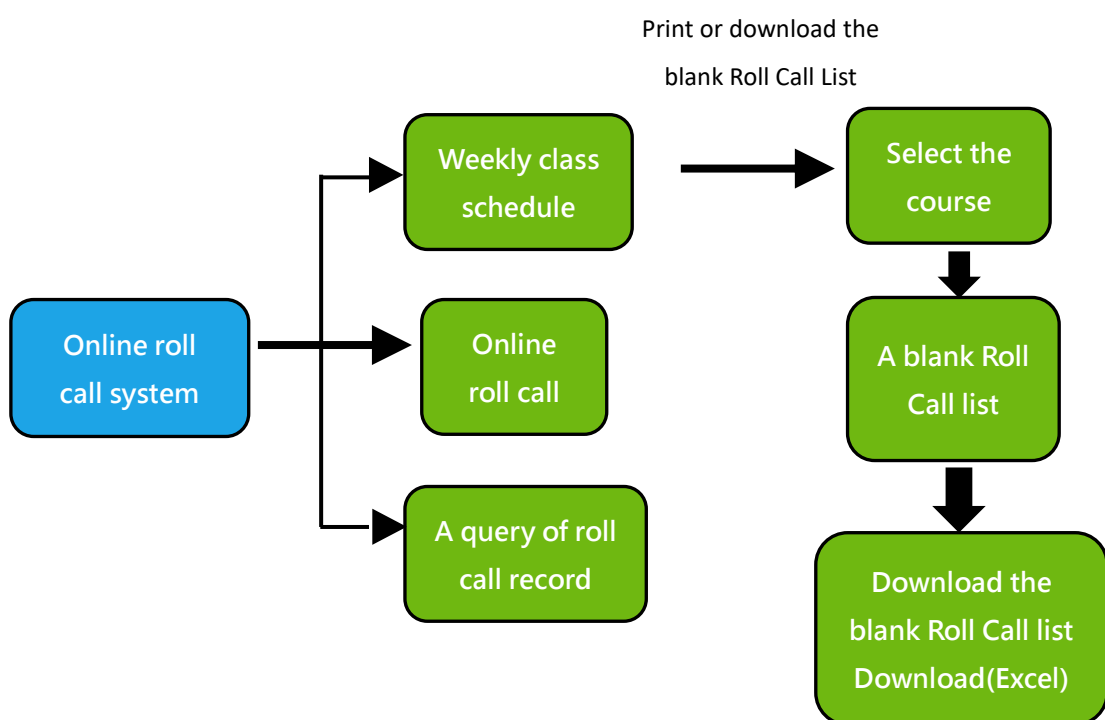 Print or download the
blank Roll Call List
Weekly class
schedule
Select the
course
Online roll
call system
Online
roll call
A blank Roll
Call list
A query of roll
call record
Download the
blank Roll Call list
Download(Excel)